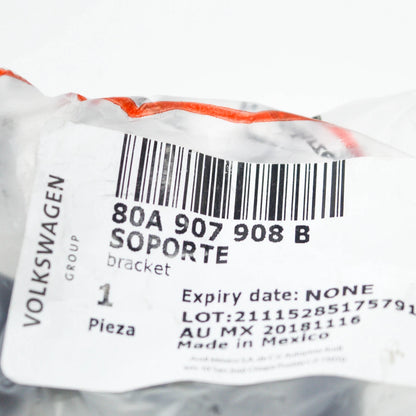 VOLKSWAGEN
GROUP
80A 907 908 B
SOPORTE
bracket
1
Pieza
Expiry date: NONE
LOT:21115285175791
AU MX 20181116
Made in Mexico